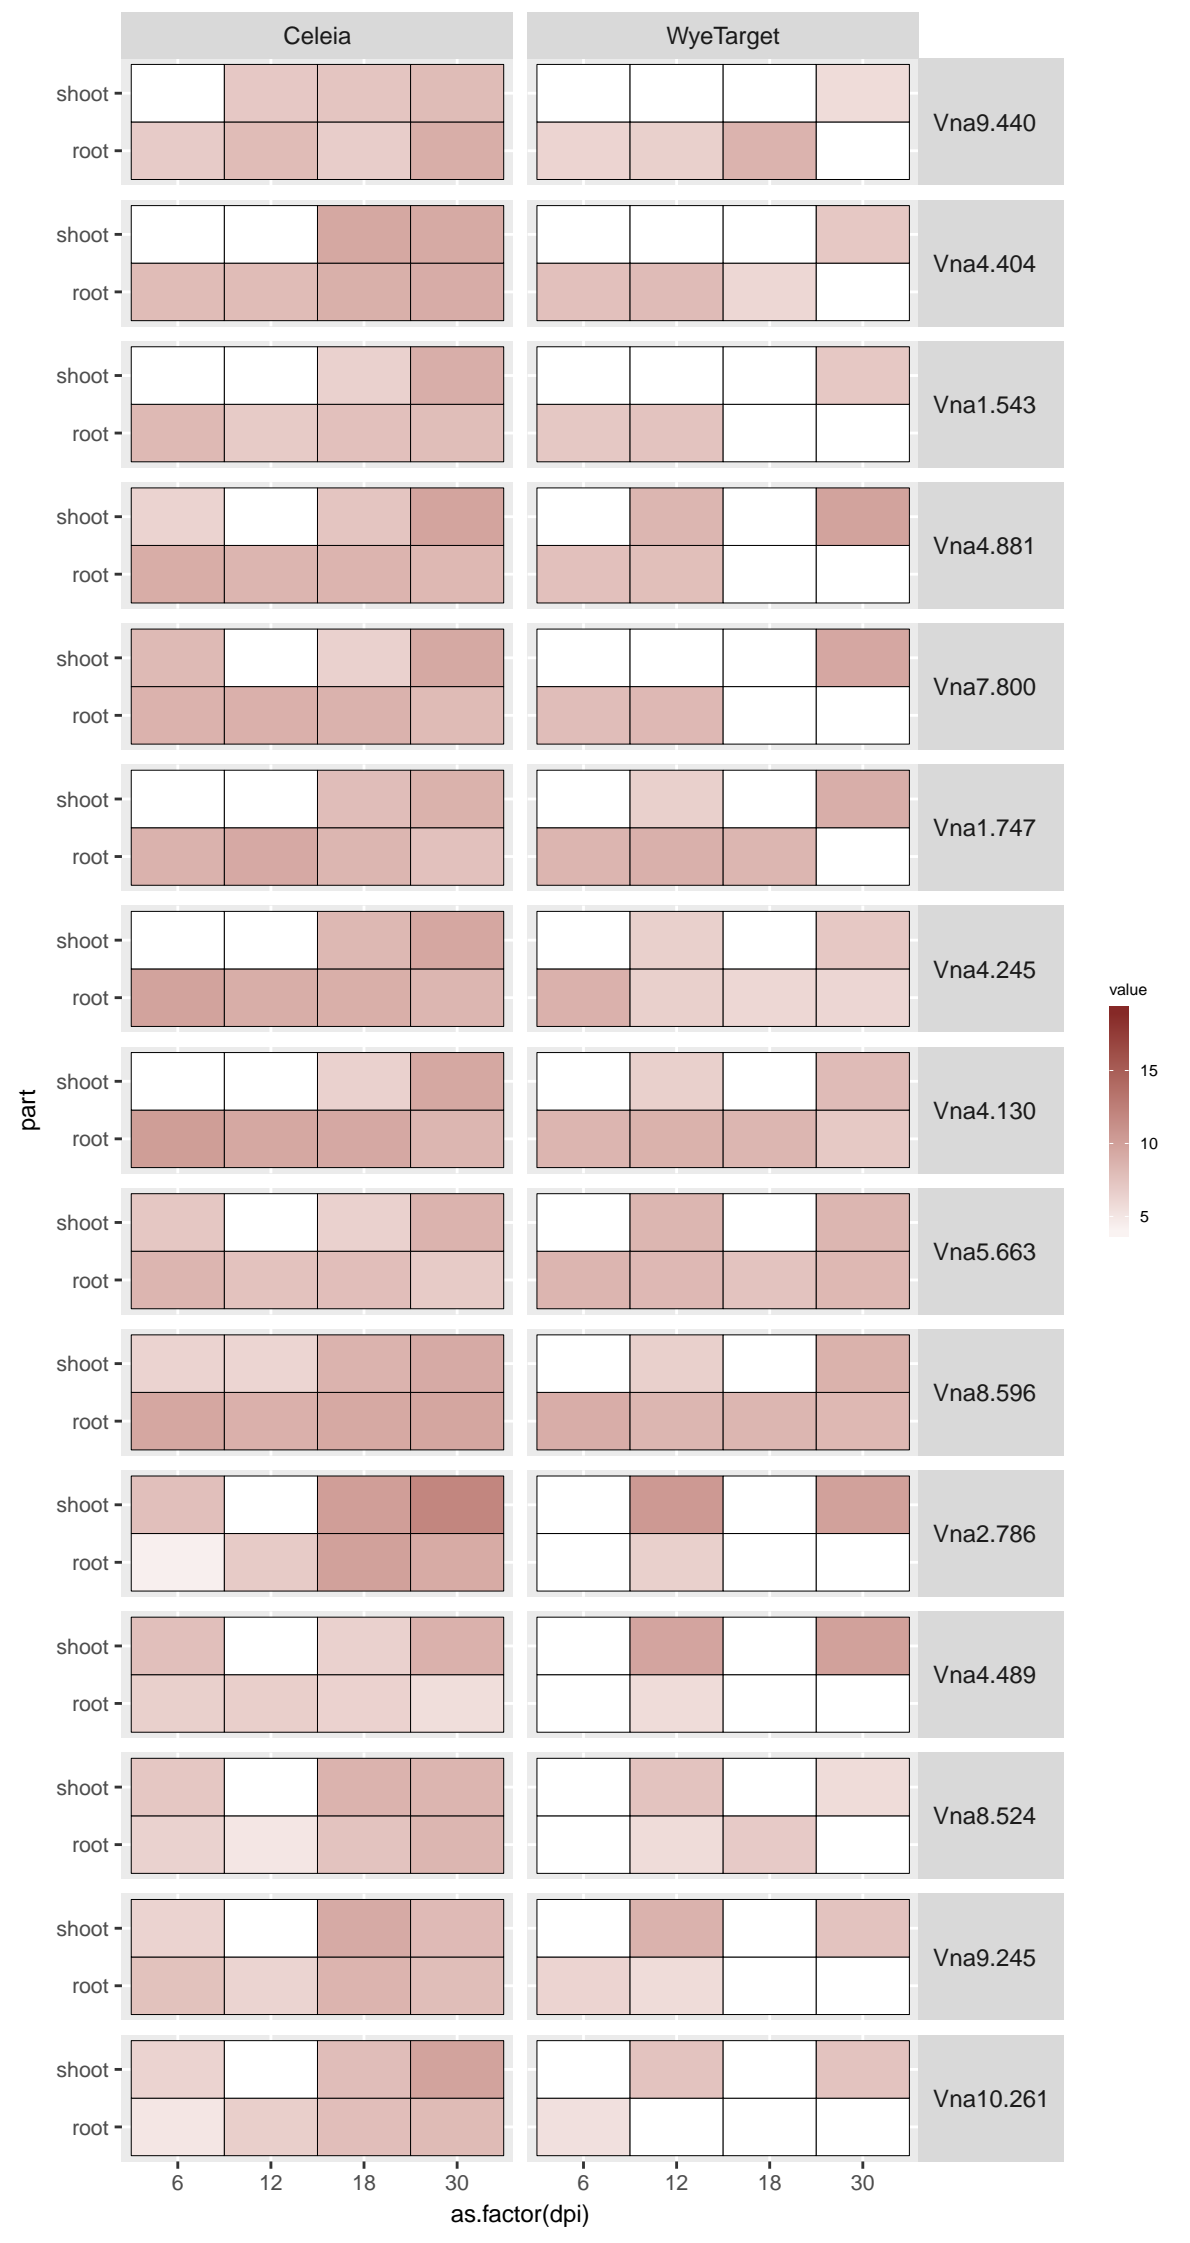 Celeia WyeTarget
shoot
root
Vna9.440
shoot
root
Vna4.404
shoot
root
Vna1.543
shoot
root
Vna4.881
shoot
root
Vna7.800
shoot
root
Vna1.747
shoot
root
Vna4.245
shoot
root
Vna4.130
shoot
root
Vna5.663
shoot
root
Vna8.596
shoot
root
Vna2.786
shoot
root
Vna4.489
shoot
root
Vna8.524
shoot
root
Vna9.245
shoot
root
Vna10.261
6 12 18 30 6 12 18 30
as.factor(dpi)
part
value
15
10
5